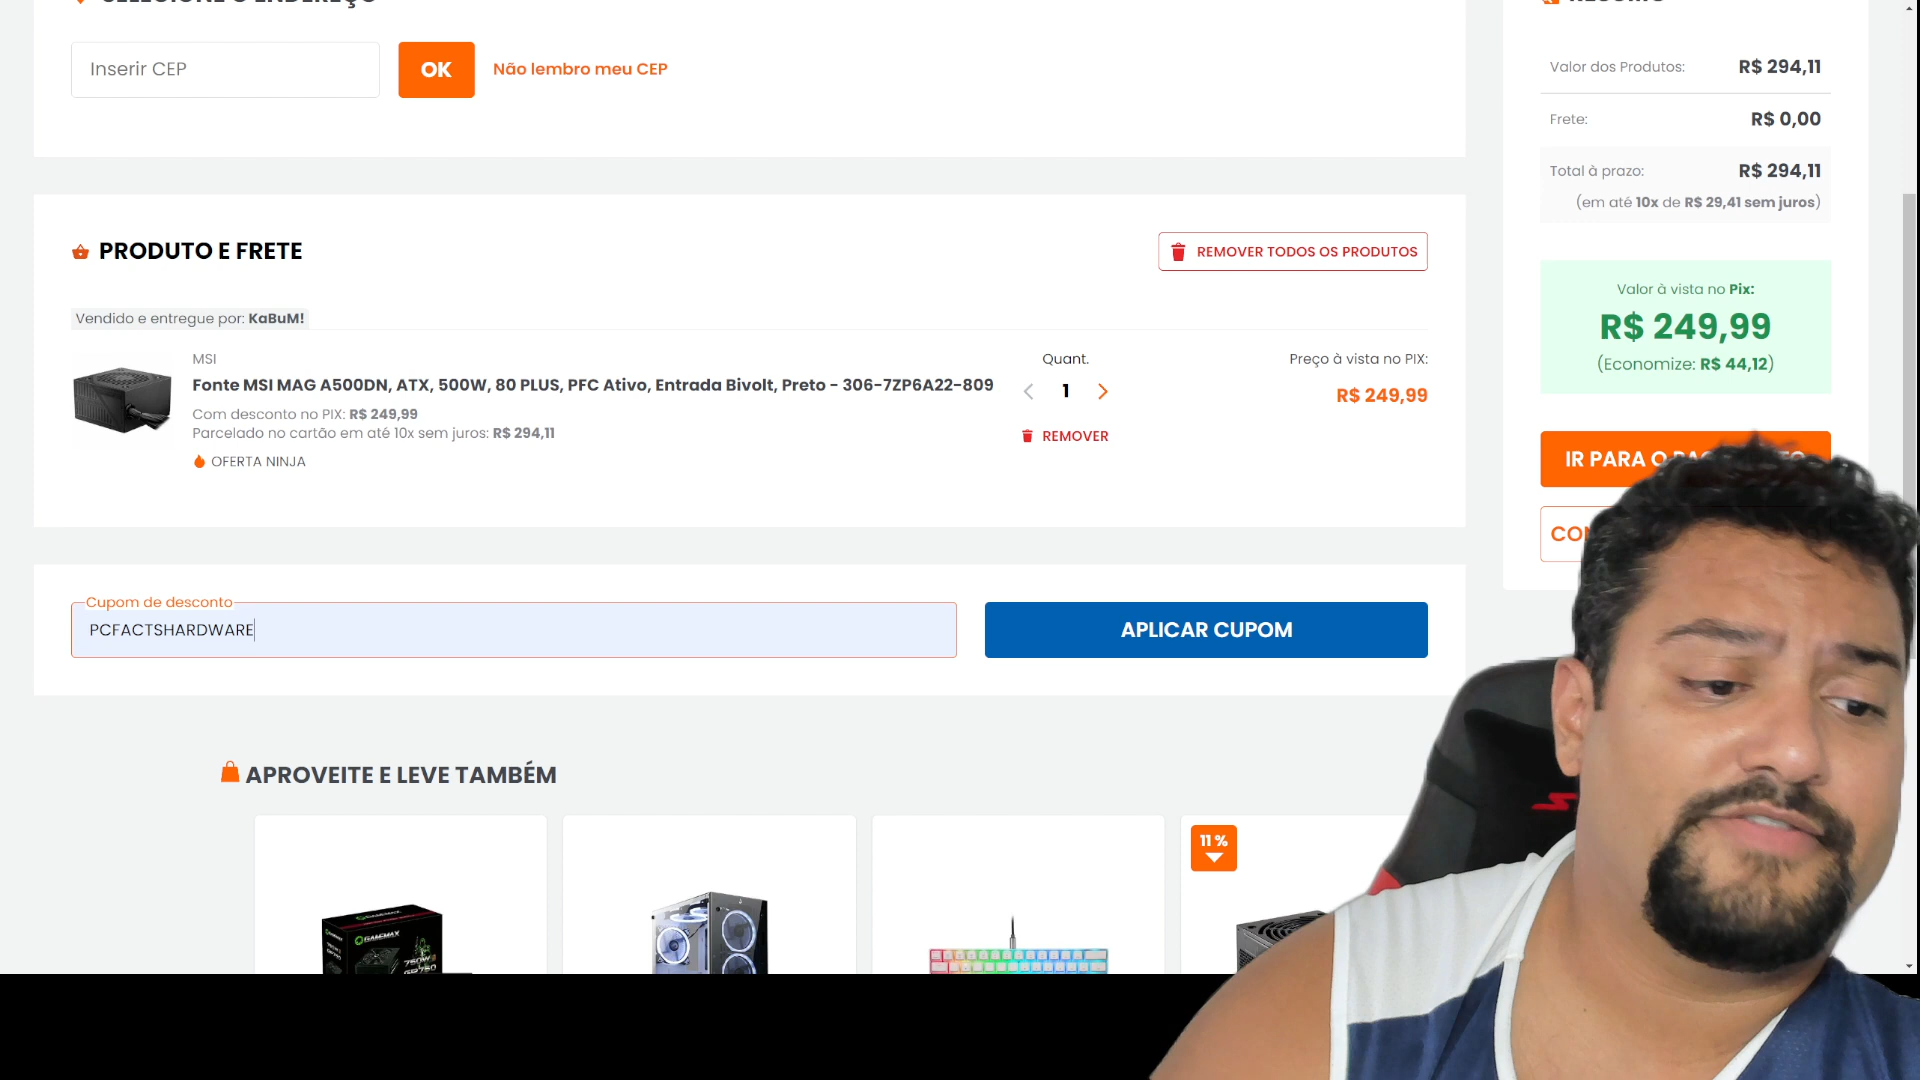 Inserir CEP
OK
Não lembro meu CEP
PRODUTO E FRETE
REMOVER TODOS OS PRODUTOS
Vendido e entregue por: KaBuM!
MSI
Fonte MSI MAG A500DN, ATX, 500W, 80 PLUS, PFC Ativo, Entrada Bivolt, Preto - 306-7ZP6A22-809
Com desconto no PIX: R$ 249,99
Parcelado no cartão em até 10x sem juros: R$ 294,11
OFERTA NINJA
Quant.
1
REMOVER
Preço à vista no PIX:
R$ 249,99
Cupom de desconto
PCFACTSHARDWARE
APLICAR CUPOM
APROVEITE E LEVE TAMBÉM
GAMEMAX
750W
11 %
Valor dos Produtos: R$ 294,11
Frete: R$ 0,00
Total à prazo: R$ 294,11
(em até 10x de R$ 29,41 sem juros)
Valor à vista no Pix:
R$ 249,99
(Economize: R$ 44,12)
IR PARA O